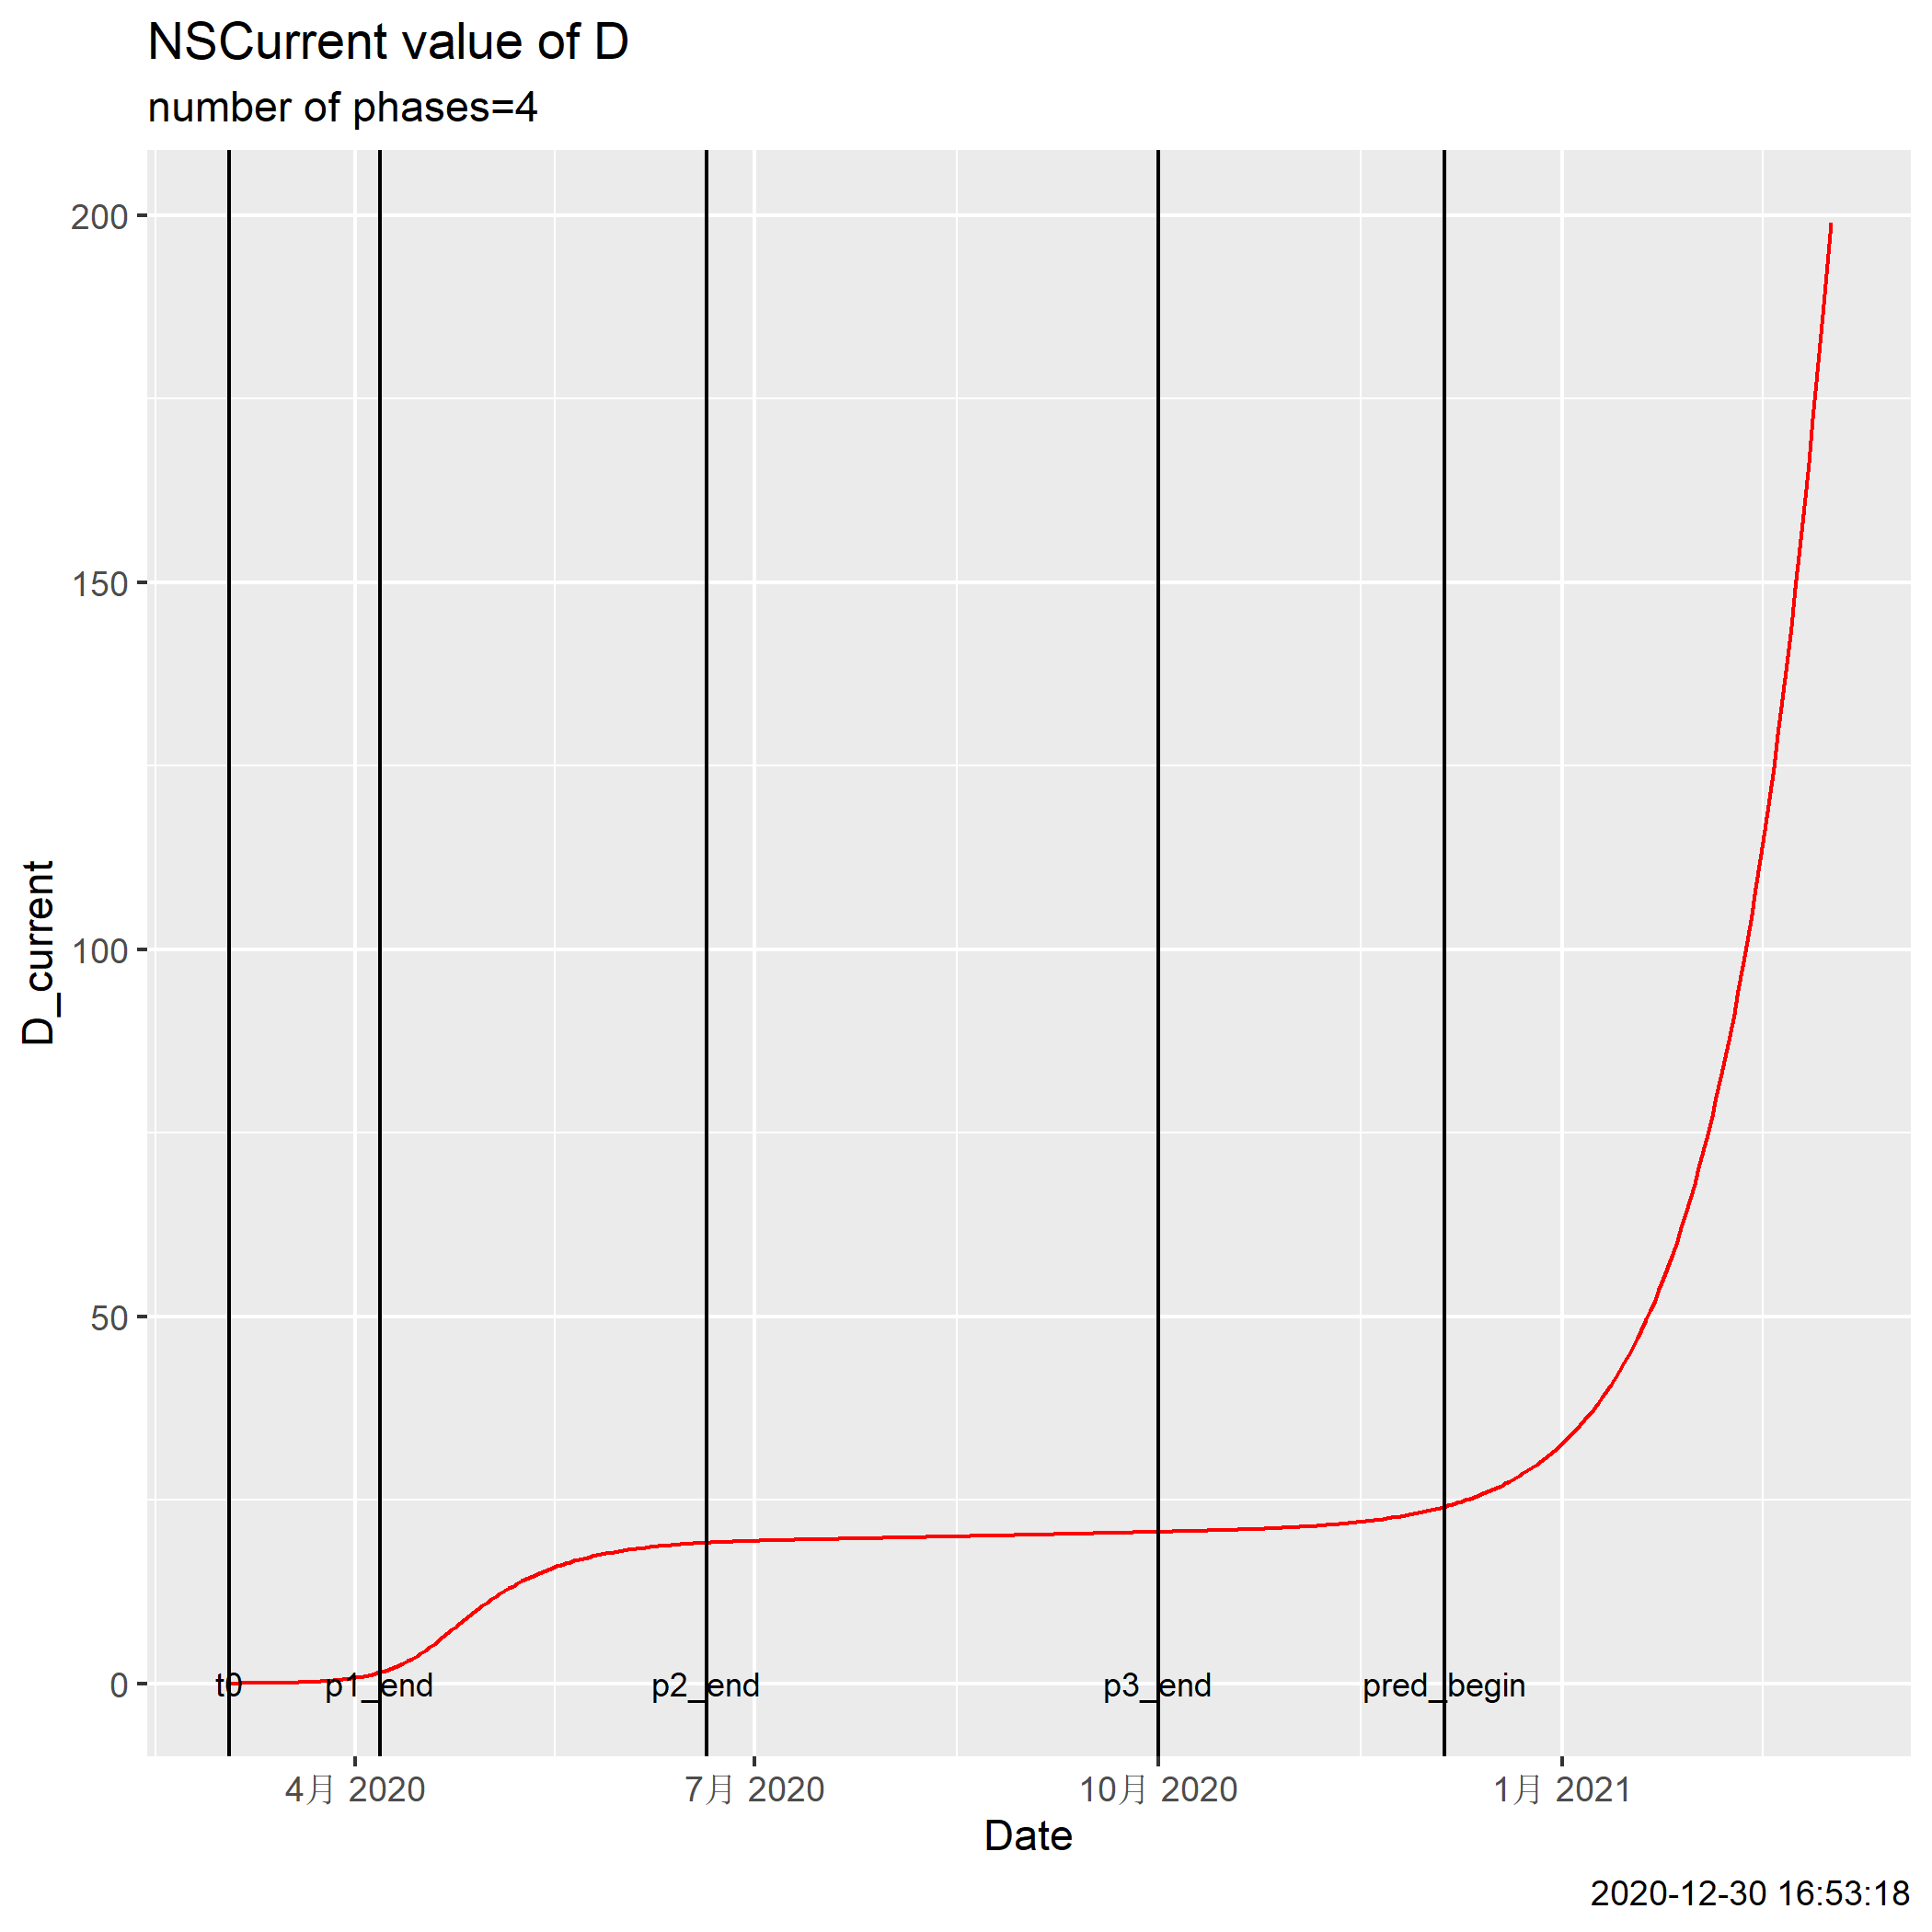 NSCurrent value of D
number of phases=4
200
150
100
50
0
D_current
t0
p1_end
p2_end
p3_end
pred_begin
4月 2020
7月 2020
10月 2020
1月 2021
Date
2020-12-30 16:53:18